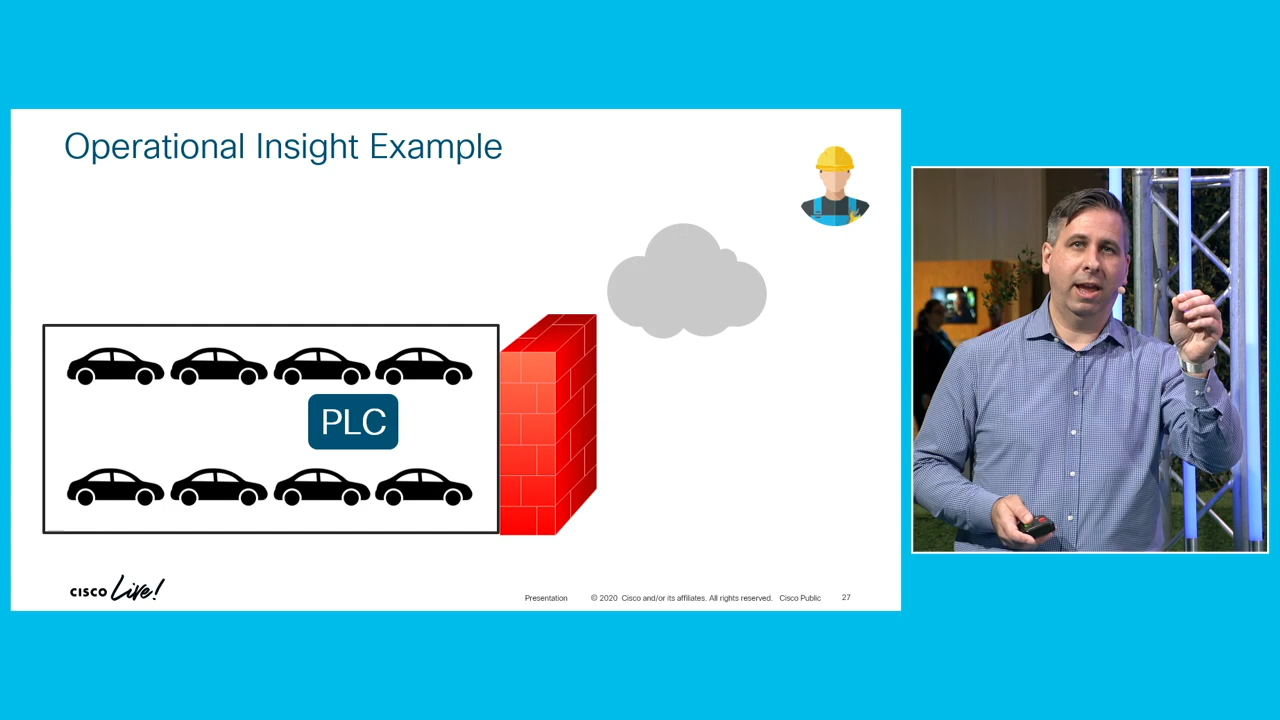 Operational Insight Example
PLC
CISCO Live!
Presentation © 2020 Cisco and/or its affiliates. All rights reserved. Cisco Public 27